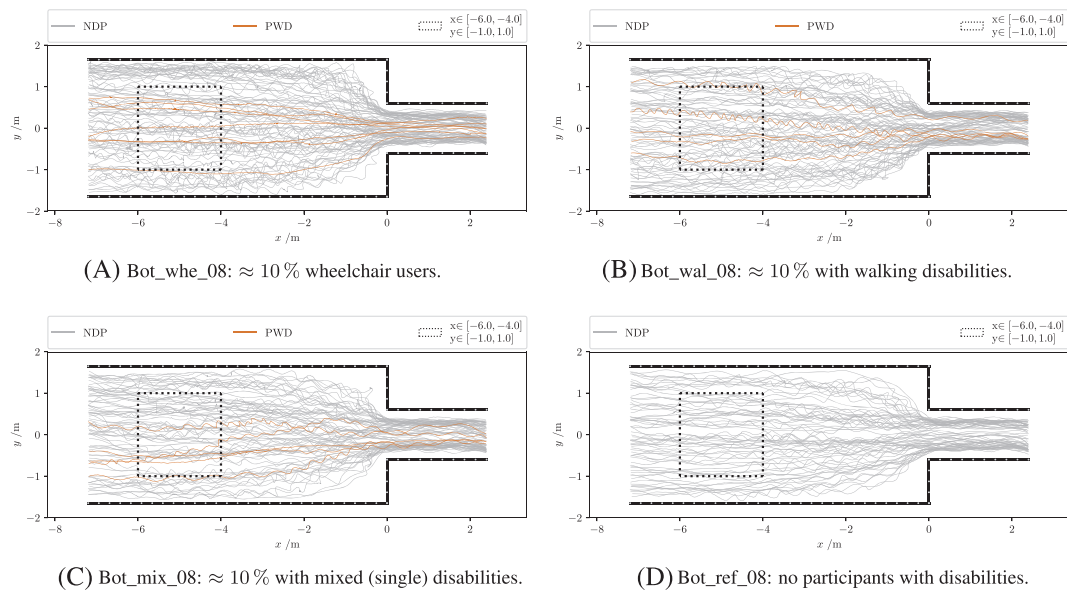 NDP
PWD
x∈ [−6.0, −4.0]
y∈ [−1.0, 1.0]
2
1
0
−1
−2
y /m
−8
−6
−4
−2
0
2
x /m
(A) Bot_whe_08: ≈ 10 % wheelchair users.
NDP
PWD
x∈ [−6.0, −4.0]
y∈ [−1.0, 1.0]
2
1
0
−1
−2
y /m
−8
−6
−4
−2
0
2
x /m
(B) Bot_wal_08: ≈ 10 % with walking disabilities.
NDP
PWD
x∈ [−6.0, −4.0]
y∈ [−1.0, 1.0]
2
1
0
−1
−2
y /m
−8
−6
−4
−2
0
2
x /m
(C) Bot_mix_08: ≈ 10 % with mixed (single) disabilities.
NDP
x∈ [−6.0, −4.0]
y∈ [−1.0, 1.0]
2
1
0
−1
−2
y /m
−8
−6
−4
−2
0
2
x /m
(D) Bot_ref_08: no participants with disabilities.